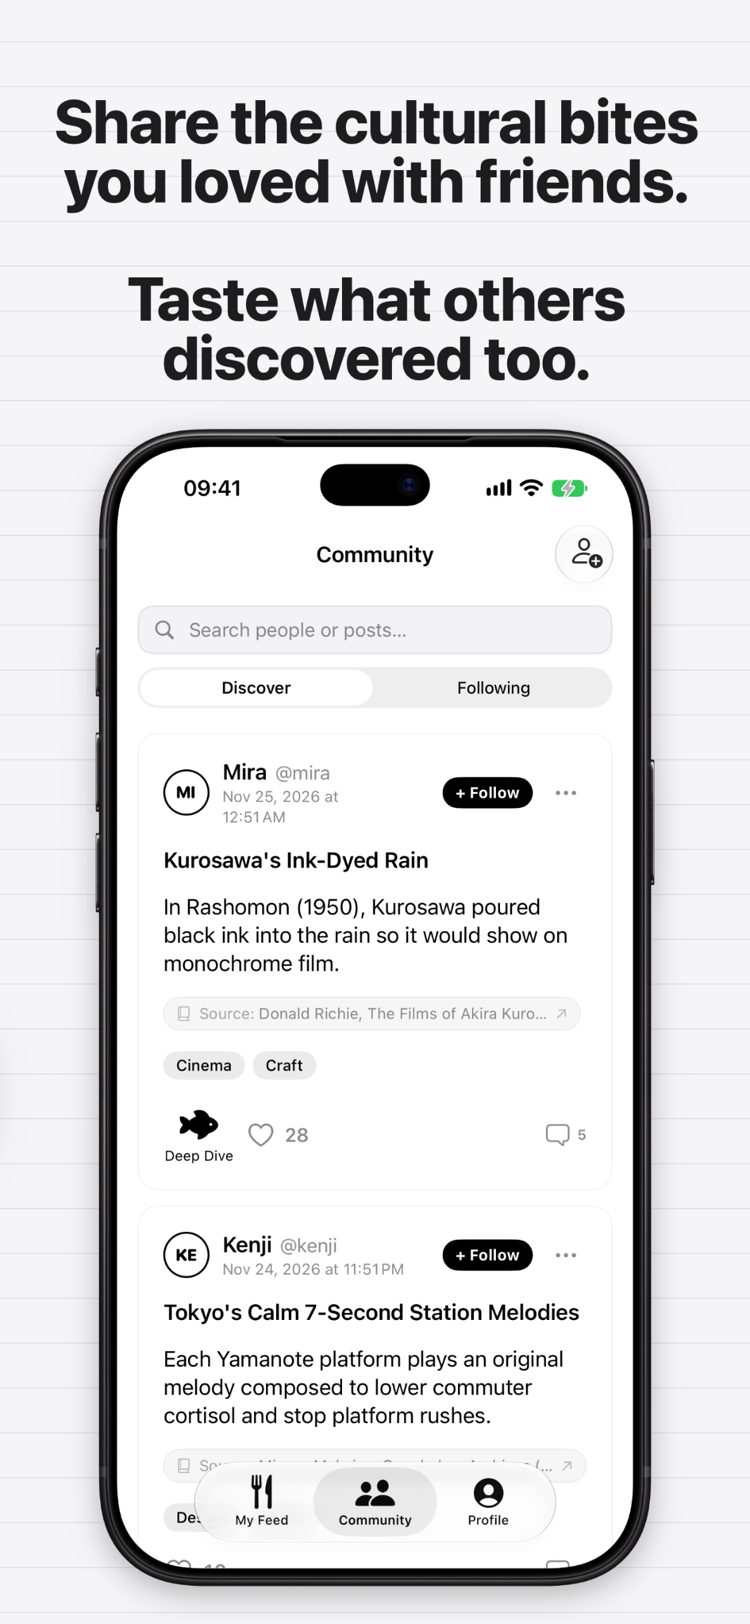 Share the cultural bites
you loved with friends.
Taste what others
discovered too.
09:41
Community
Search people or posts...
Discover
Following
MI
Mira @mira
Nov 25, 2026 at
12:51 AM
+ Follow
Kurosawa's Ink-Dyed Rain
In Rashomon (1950), Kurosawa poured
black ink into the rain so it would show on
monochrome film.
Source: Donald Richie, The Films of Akira Kuro...
Cinema
Craft
Deep Dive
28
5
KE
Kenji @kenji
Nov 24, 2026 at 11:51 PM
+ Follow
Tokyo's Calm 7-Second Station Melodies
Each Yamanote platform plays an original
melody composed to lower commuter
cortisol and stop platform rushes.
My Feed
Community
Profile